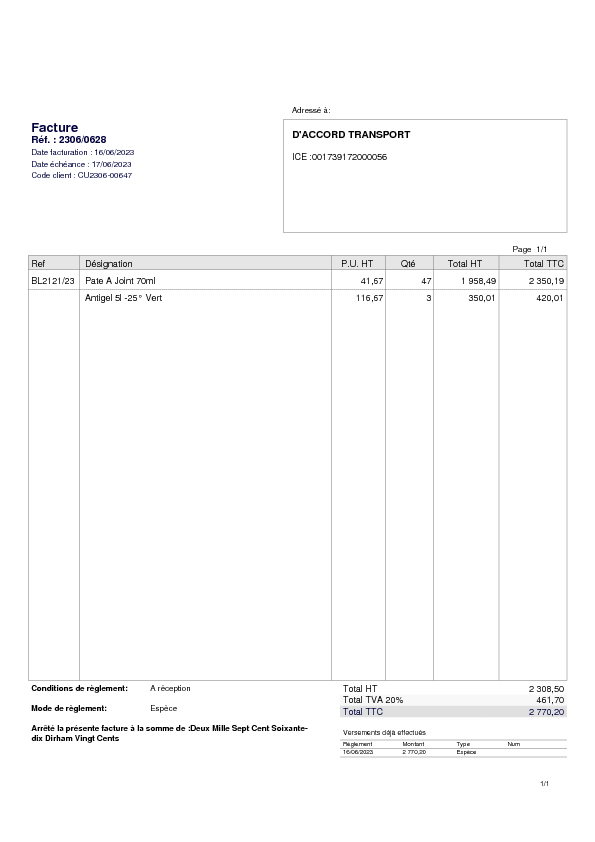 Adressé à:
Facture
Réf. : 2306/0628
Date facturation : 16/06/2023
Date échéance : 17/06/2023
Code client : CU2306-00647
D'ACCORD TRANSPORT
ICE :001739172000056
Page 1/1
Ref Désignation P.U. HT Qté Total HT Total TTC
BL2121/23 Pate A Joint 70ml 41,67 47 1 958,49 2 350,19
Antigel 5l -25° Vert 116,67 3 350,01 420,01
Conditions de règlement: A réception
Mode de règlement: Espèce
Arrêté la présente facture à la somme de :Deux Mille Sept Cent Soixante-
dix Dirham Vingt Cents
Total HT 2 308,50
Total TVA 20% 461,70
Total TTC 2 770,20
Versements déjà effectués
Règlement Montant Type Num
16/06/2023 2 770,20 Espèce
1/1